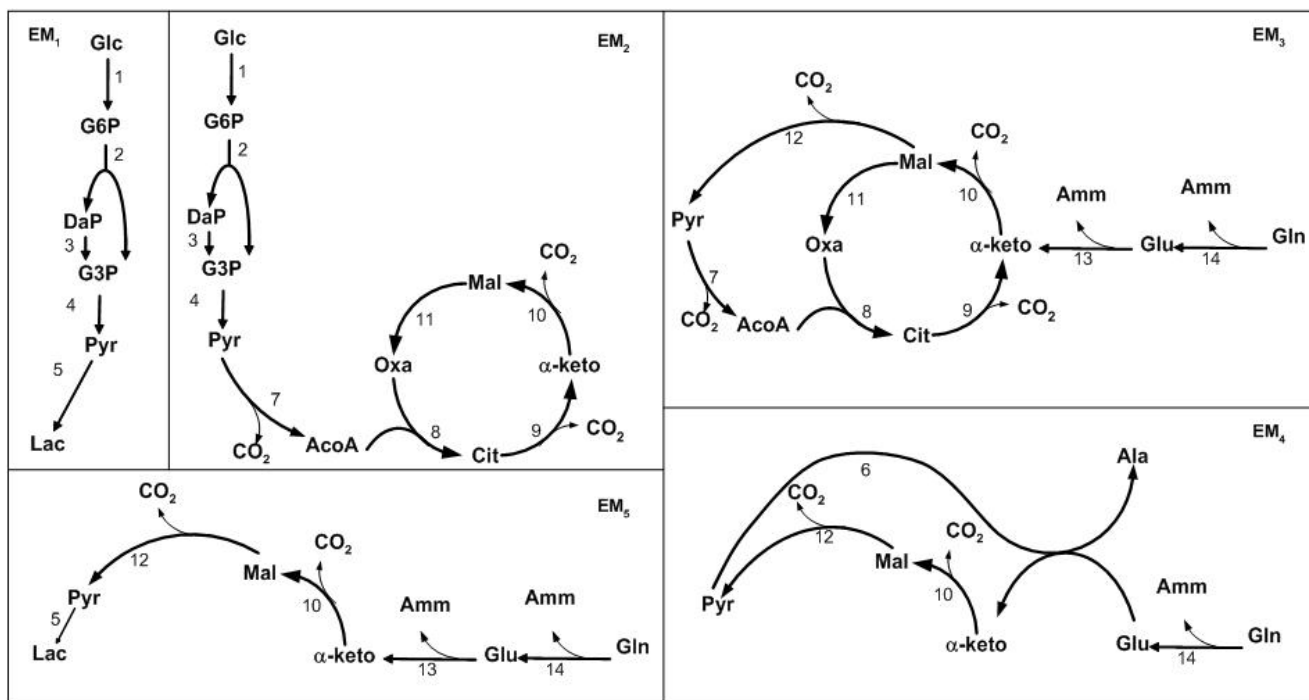 EM₁
Glc
1
G6P
2
DaP
3
G3P
4
Pyr
5
Lac
EM₂
Glc
1
G6P
2
DaP
3
G3P
4
Pyr
7
CO₂
AcoA
8
Cit
9
CO₂
α-keto
10
CO₂
Mal
11
Oxa
EM₃
CO₂
12
CO₂
Mal
10
11
Amm
Amm
Pyr
Oxa
α-keto
13
Glu
14
Gln
7
CO₂
AcoA
8
Cit
9
CO₂
EM₅
CO₂
12
CO₂
Mal
10
Pyr
5
Lac
Amm
Amm
α-keto
13
Glu
14
Gln
EM₄
6
Ala
CO₂
12
CO₂
Mal
10
Pyr
Amm
α-keto
Glu
14
Gln